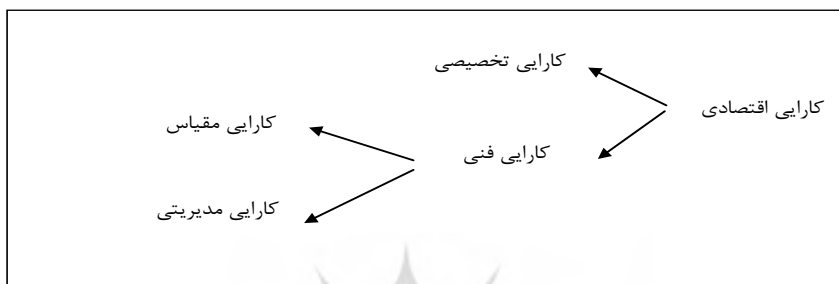 کارایی تخصیصی
کارایی اقتصادی
کارایی مقیاس
کارایی فنی
کارایی مدیریتی